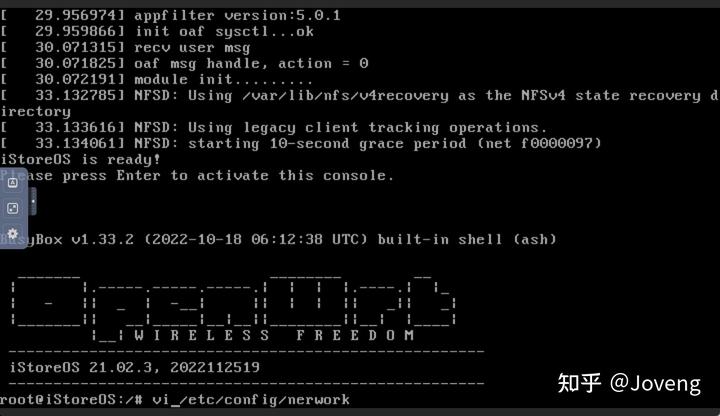 [   29.956974] appfilter version:5.0.1
[   29.959866] init oaf sysctl...ok
[   30.071315] recv user msg
[   30.071825] oaf msg handle, action = 0
[   30.072191] module init.........
[   33.132785] NFSD: Using /var/lib/nfs/v4recovery as the NFSv4 state recovery d
irectory
[   33.133616] NFSD: Using legacy client tracking operations.
[   33.134061] NFSD: starting 10-second grace period (net f0000097)
iStoreOS is ready!
Please press Enter to activate this console.
BusyBox v1.33.2 (2022-10-18 06:12:38 UTC) built-in shell (ash)
OpenWrt
W I R E L E S S   F R E E D O M
iStoreOS 21.02.3, 2022112519
root@iStoreOS:/# vi_/etc/config/nerwork
知乎 @Joveng